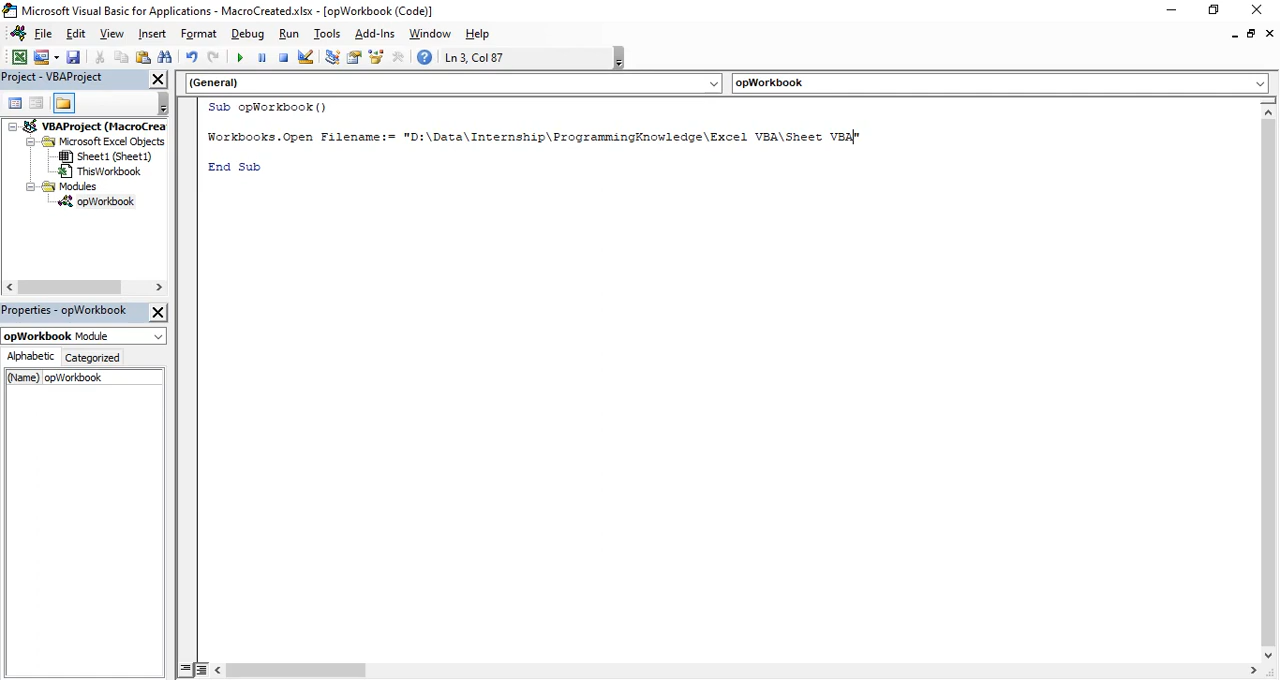 Microsoft Visual Basic for Applications - MacroCreated.xlsx - [opWorkbook (Code)]
File Edit View Insert Format Debug Run Tools Add-Ins Window Help
Ln 3, Col 87
Project - VBAProject
(General) opWorkbook
VBAProject (MacroCrea
Microsoft Excel Objects
Sheet1 (Sheet1)
ThisWorkbook
Modules
opWorkbook
Sub opWorkbook()
Workbooks.Open Filename:= "D:\Data\Internship\ProgrammingKnowledge\Excel VBA\Sheet VBA"
End Sub
Properties - opWorkbook
opWorkbook Module
Alphabetic Categorized
(Name) opWorkbook